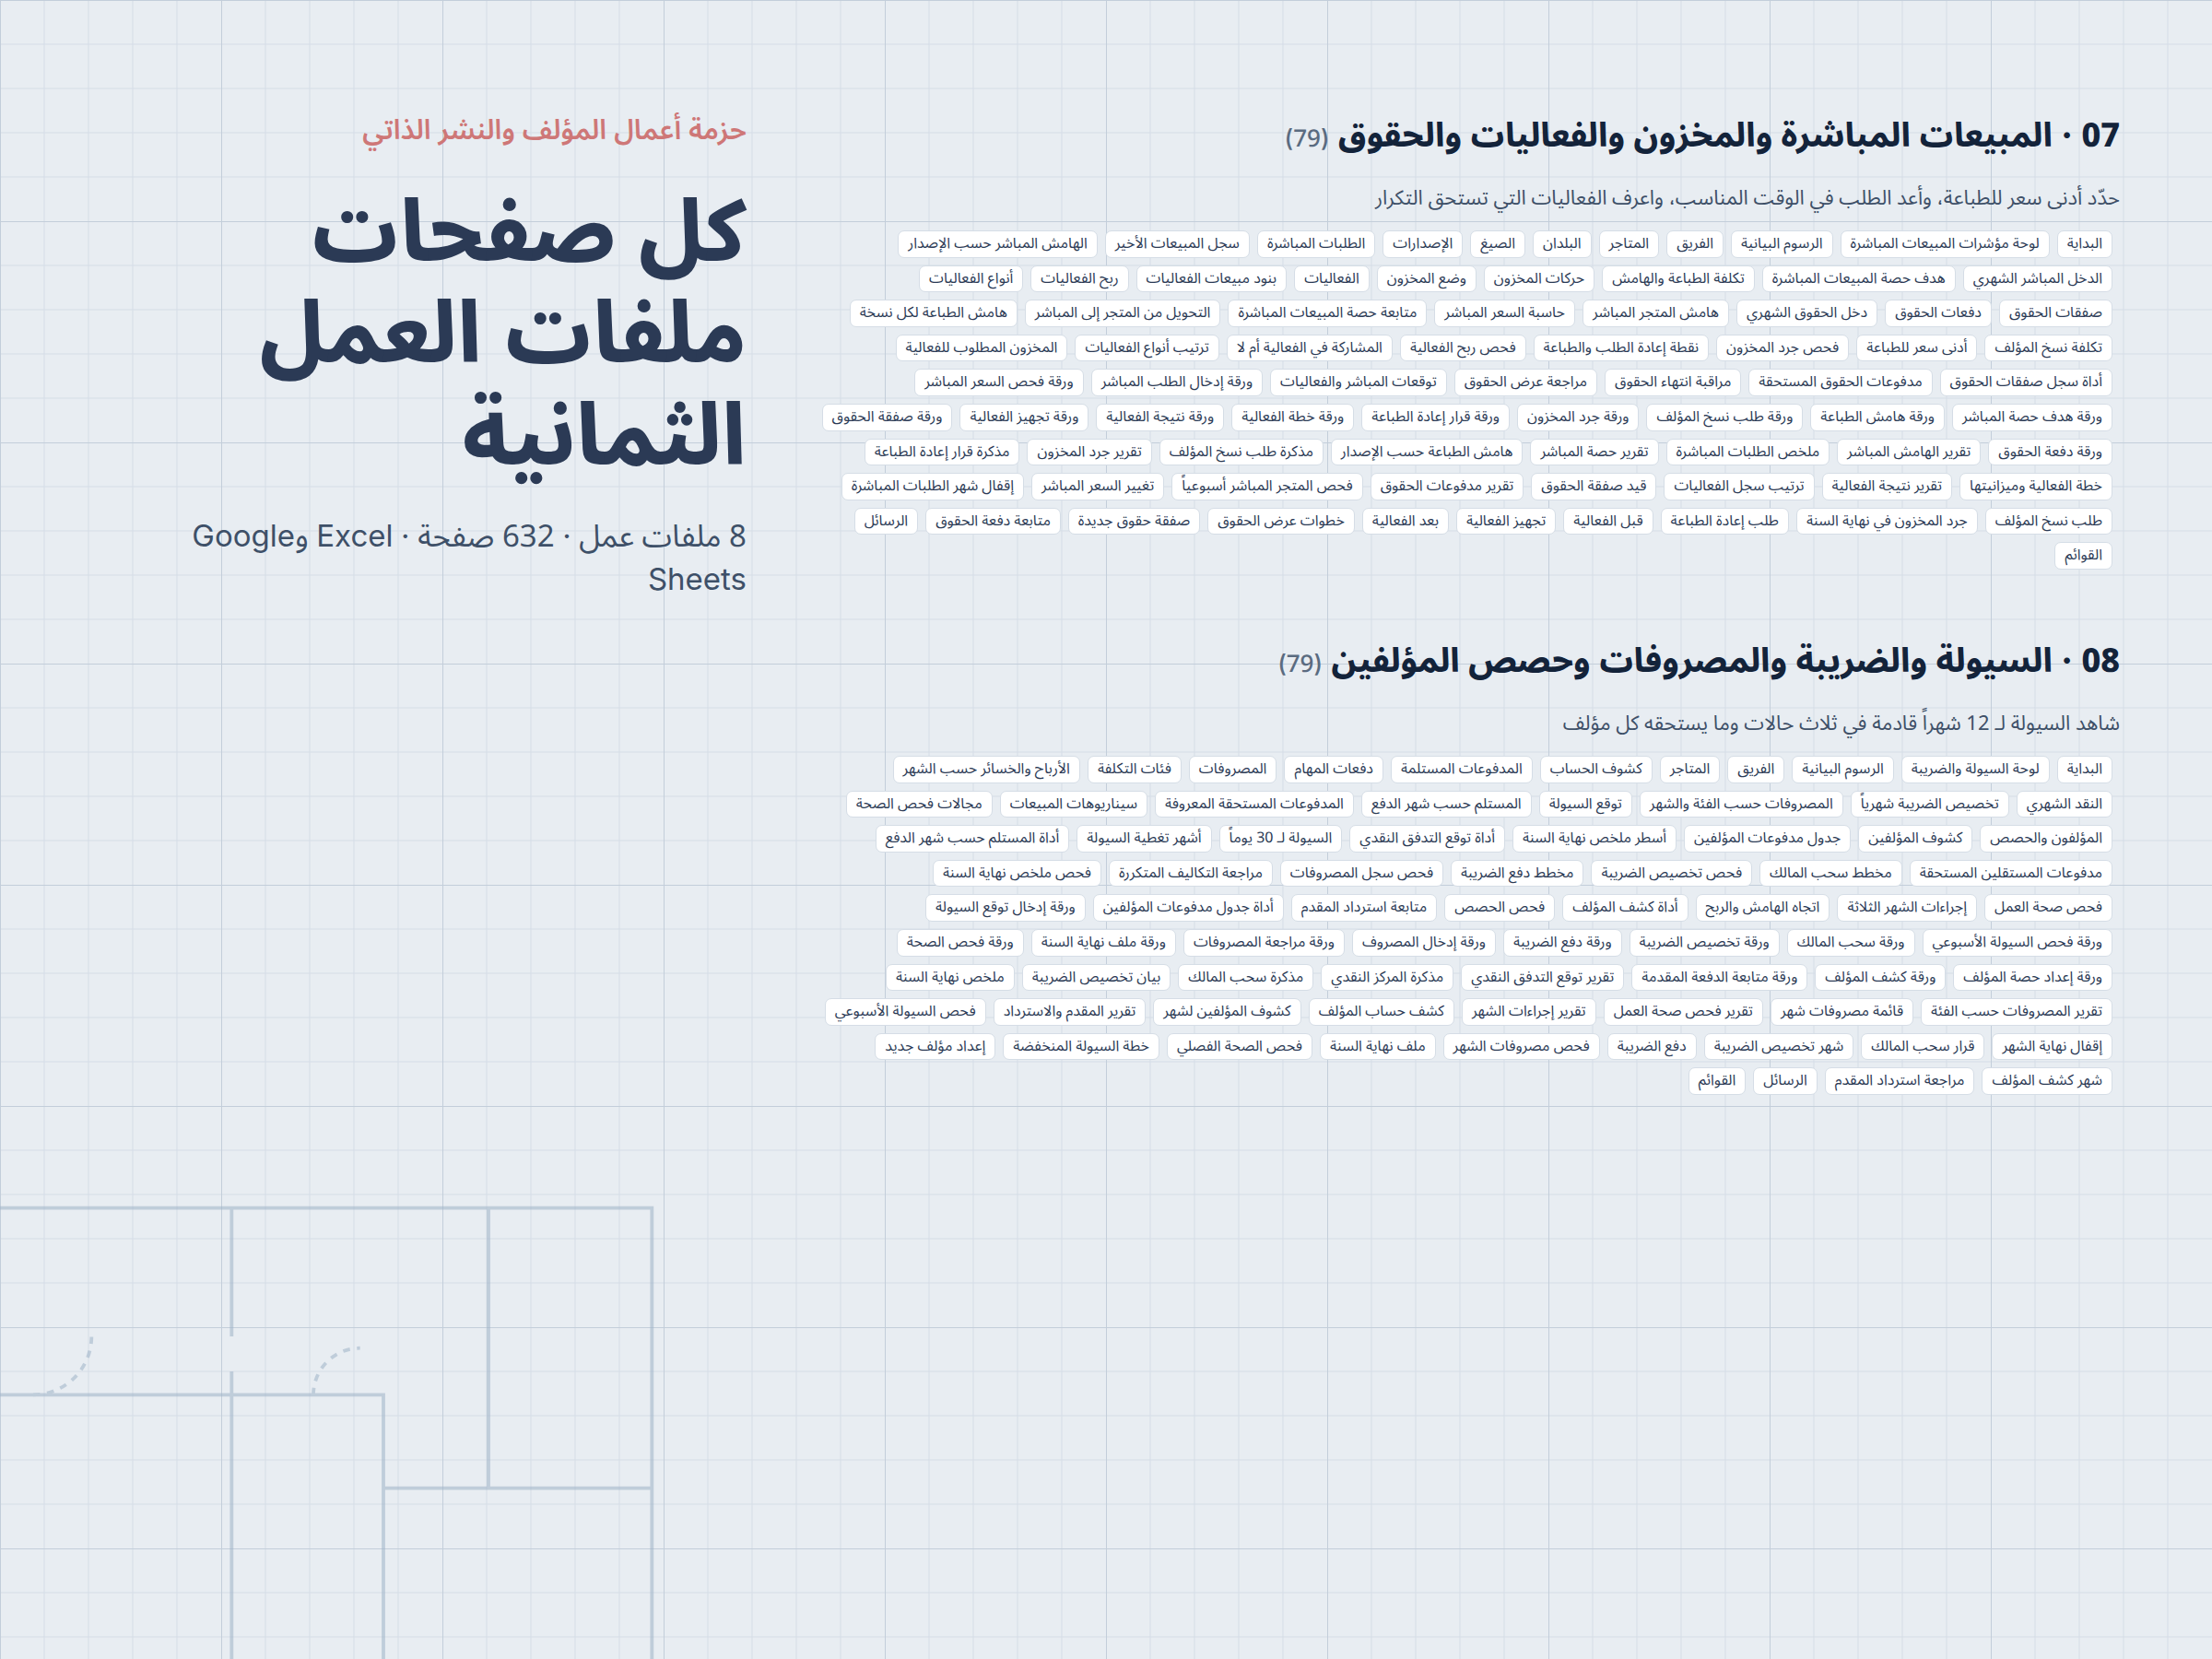 07 · المبيعات المباشرة والمخزون والفعاليات والحقوق (79)
حدّد أدنى سعر للطباعة، وأعد الطلب في الوقت المناسب، واعرف الفعاليات التي تستحق التكرار
البداية لوحة مؤشرات المبيعات المباشرة الرسوم البيانية الفريق المتاجر البلدان الصيغ الإصدارات الطلبات المباشرة سجل المبيعات الأخير الهامش المباشر حسب الإصدار
الدخل المباشر الشهري هدف حصة المبيعات المباشرة تكلفة الطباعة والهامش حركات المخزون وضع المخزون الفعاليات بنود مبيعات الفعاليات ربح الفعاليات أنواع الفعاليات
صفقات الحقوق دفعات الحقوق دخل الحقوق الشهري هامش المتجر المباشر حاسبة السعر المباشر متابعة حصة المبيعات المباشرة التحويل من المتجر إلى المباشر هامش الطباعة لكل نسخة
تكلفة نسخ المؤلف أدنى سعر للطباعة فحص جرد المخزون نقطة إعادة الطلب والطباعة فحص ربح الفعالية المشاركة في الفعالية أم لا ترتيب أنواع الفعاليات المخزون المطلوب للفعالية
أداة سجل صفقات الحقوق مدفوعات الحقوق المستحقة مراقبة انتهاء الحقوق مراجعة عرض الحقوق توقعات المباشر والفعاليات ورقة إدخال الطلب المباشر ورقة فحص السعر المباشر
ورقة هدف حصة المباشر ورقة هامش الطباعة ورقة طلب نسخ المؤلف ورقة جرد المخزون ورقة قرار إعادة الطباعة ورقة خطة الفعالية ورقة نتيجة الفعالية ورقة تجهيز الفعالية ورقة صفقة الحقوق
ورقة دفعة الحقوق تقرير الهامش المباشر ملخص الطلبات المباشرة تقرير حصة المباشر هامش الطباعة حسب الإصدار مذكرة طلب نسخ المؤلف تقرير جرد المخزون مذكرة قرار إعادة الطباعة
خطة الفعالية وميزانيتها تقرير نتيجة الفعالية ترتيب سجل الفعاليات قيد صفقة الحقوق تقرير مدفوعات الحقوق فحص المتجر المباشر أسبوعياً تغيير السعر المباشر إقفال شهر الطلبات المباشرة
طلب نسخ المؤلف جرد المخزون في نهاية السنة طلب إعادة الطباعة قبل الفعالية تجهيز الفعالية بعد الفعالية خطوات عرض الحقوق صفقة حقوق جديدة متابعة دفعة الحقوق الرسائل
القوائم
08 · السيولة والضريبة والمصروفات وحصص المؤلفين (79)
شاهد السيولة لـ 12 شهراً قادمة في ثلاث حالات وما يستحقه كل مؤلف
البداية لوحة السيولة والضريبة الرسوم البيانية الفريق المتاجر كشوف الحساب المدفوعات المستلمة دفعات المهام المصروفات فئات التكلفة الأرباح والخسائر حسب الشهر
النقد الشهري تخصيص الضريبة شهرياً المصروفات حسب الفئة والشهر توقع السيولة المستلم حسب شهر الدفع المدفوعات المستحقة المعروفة سيناريوهات المبيعات مجالات فحص الصحة
المؤلفون والحصص كشوف المؤلفين جدول مدفوعات المؤلفين أسطر ملخص نهاية السنة أداة توقع التدفق النقدي السيولة لـ 30 يوماً أشهر تغطية السيولة أداة المستلم حسب شهر الدفع
مدفوعات المستقلين المستحقة مخطط سحب المالك فحص تخصيص الضريبة مخطط دفع الضريبة فحص سجل المصروفات مراجعة التكاليف المتكررة فحص ملخص نهاية السنة
فحص صحة العمل إجراءات الشهر الثلاثة اتجاه الهامش والربح أداة كشف المؤلف فحص الحصص متابعة استرداد المقدم أداة جدول مدفوعات المؤلفين ورقة إدخال توقع السيولة
ورقة فحص السيولة الأسبوعي ورقة سحب المالك ورقة تخصيص الضريبة ورقة دفع الضريبة ورقة إدخال المصروف ورقة مراجعة المصروفات ورقة ملف نهاية السنة ورقة فحص الصحة
ورقة إعداد حصة المؤلف ورقة كشف المؤلف ورقة متابعة الدفعة المقدمة تقرير توقع التدفق النقدي مذكرة المركز النقدي مذكرة سحب المالك بيان تخصيص الضريبة ملخص نهاية السنة
تقرير المصروفات حسب الفئة قائمة مصروفات شهر تقرير فحص صحة العمل تقرير إجراءات الشهر كشف حساب المؤلف كشوف المؤلفين لشهر تقرير المقدم والاسترداد فحص السيولة الأسبوعي
إقفال نهاية الشهر قرار سحب المالك شهر تخصيص الضريبة دفع الضريبة فحص مصروفات الشهر ملف نهاية السنة فحص الصحة الفصلي خطة السيولة المنخفضة إعداد مؤلف جديد
شهر كشف المؤلف مراجعة استرداد المقدم الرسائل القوائم
حزمة أعمال المؤلف والنشر الذاتي
كل صفحات
ملفات العمل
الثمانية
8 ملفات عمل · 632 صفحة · Excel وGoogle
Sheets